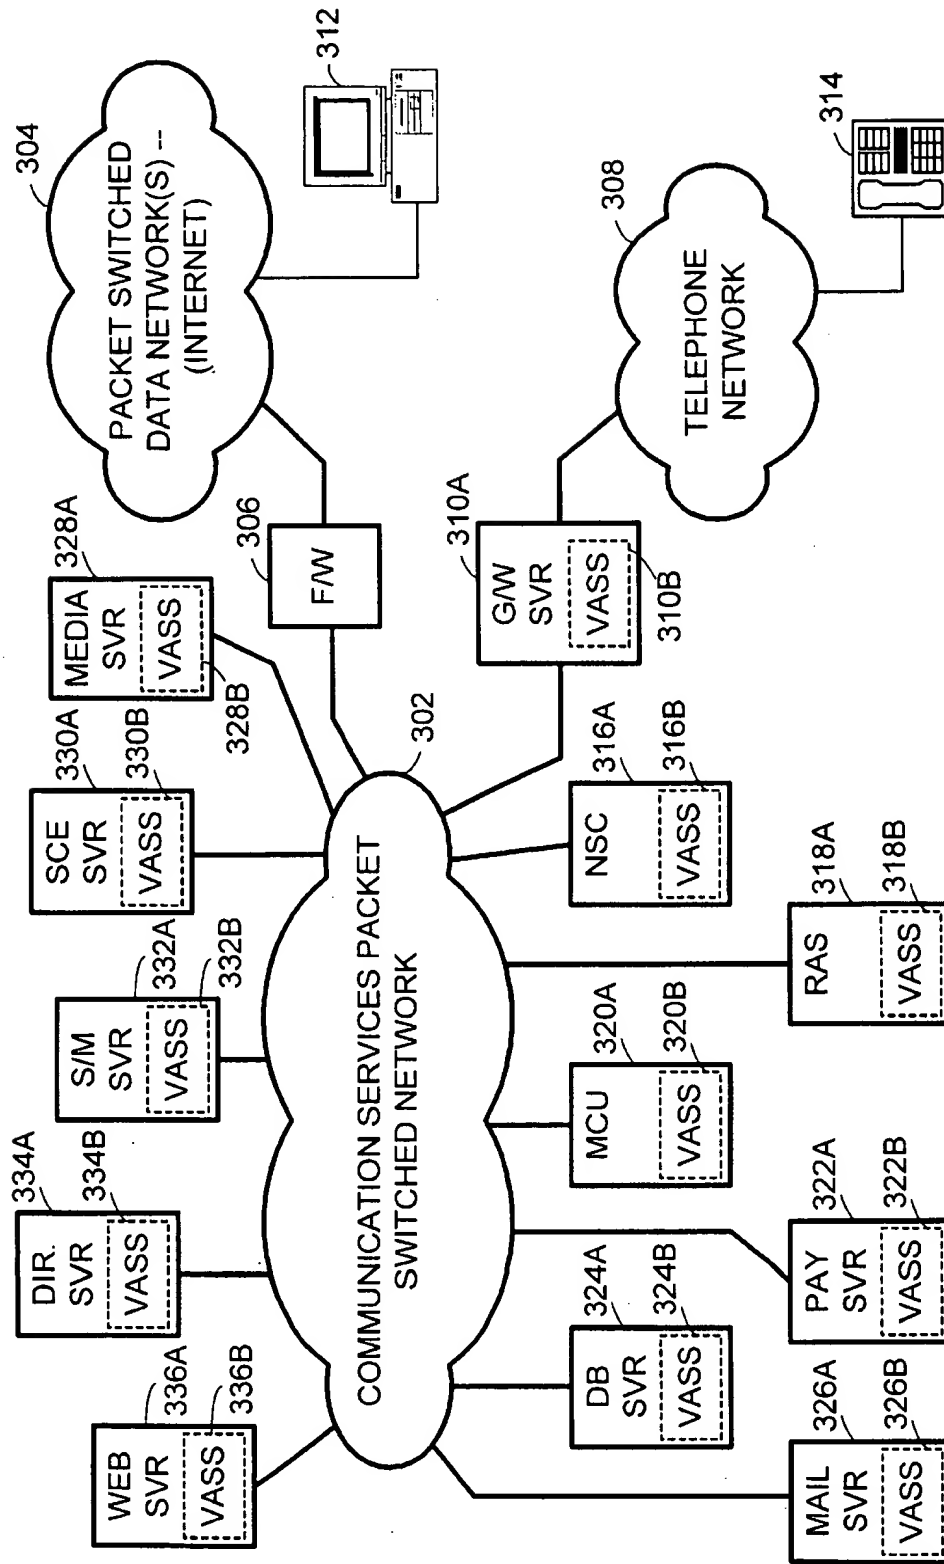 WEB
SVR
VASS
336A
336B
DIR.
SVR
VASS
334A
334B
S/M
SVR
VASS
332A
332B
SCE
SVR
VASS
330A
330B
MEDIA
SVR
VASS
328A
328B
F/W
306
PACKET SWITCHED
DATA NETWORK(S) --
(INTERNET)
304
312
COMMUNICATION SERVICES PACKET
SWITCHED NETWORK
302
G/W
SVR
VASS
310A
310B
TELEPHONE
NETWORK
308
314
DB
SVR
VASS
324A
324B
MCU
VASS
320A
320B
NSC
VASS
316A
316B
MAIL
SVR
VASS
326A
326B
PAY
SVR
VASS
322A
322B
RAS
VASS
318A
318B